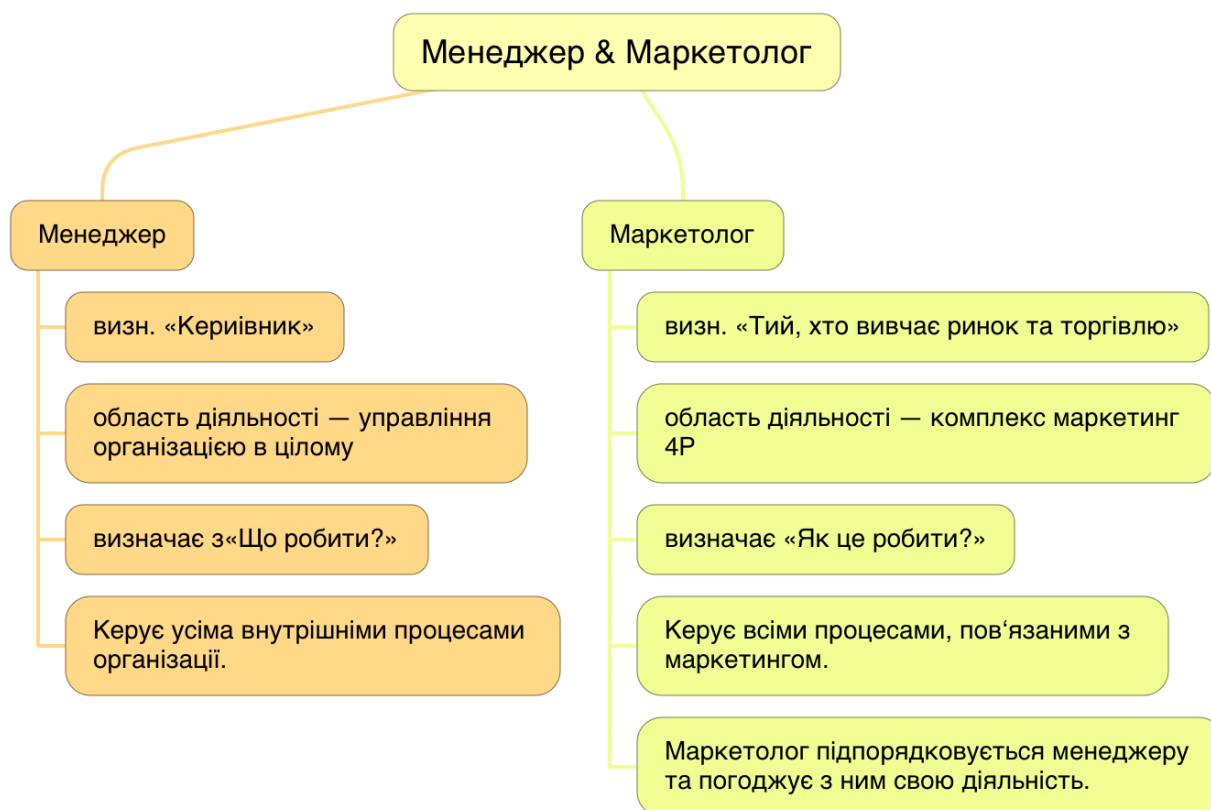 Менеджер & Маркетолог
Менеджер
визн. «Кериівник»
область діяльності — управління
організацією в цілому
визначає з«Що робити?»
Керує усіма внутрішніми процесами
організації.
Маркетолог
визн. «Тий, хто вивчає ринок та торгівлю»
область діяльності — комплекс маркетинг
4P
визначає «Як це робити?»
Керує всіми процесами, пов‘язаними з
маркетингом.
Маркетолог підпорядковується менеджеру
та погоджує з ним свою діяльність.